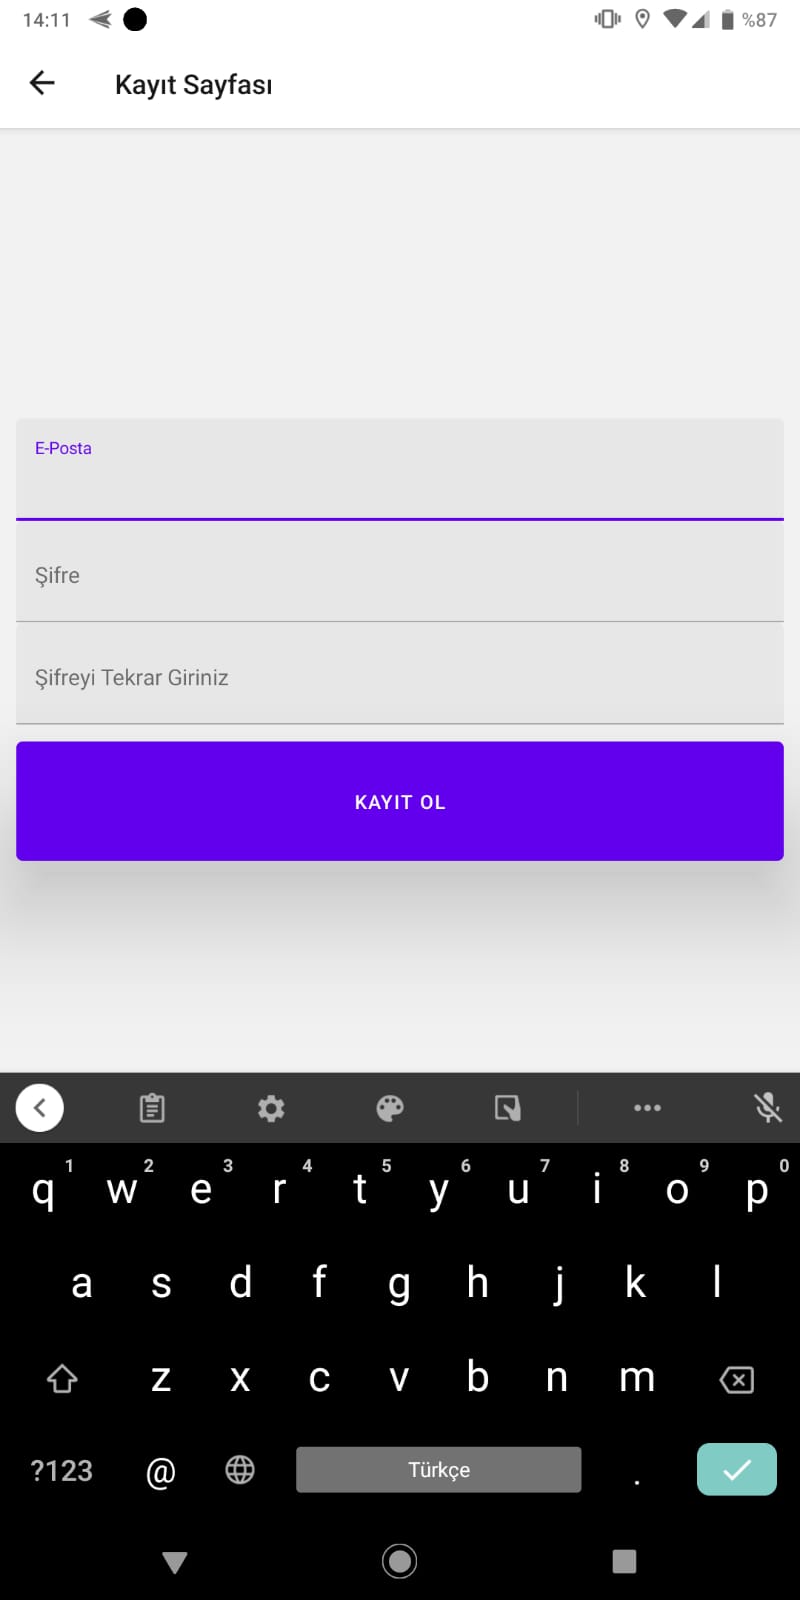 14:11 %87
Kayıt Sayfası
E-Posta
Şifre
Şifreyi Tekrar Giriniz
KAYIT OL
1 2 3 4 5 6 7 8 9 0
q w e r t y u i o p
a s d f g h j k l
z x c v b n m
?123 @ Türkçe .